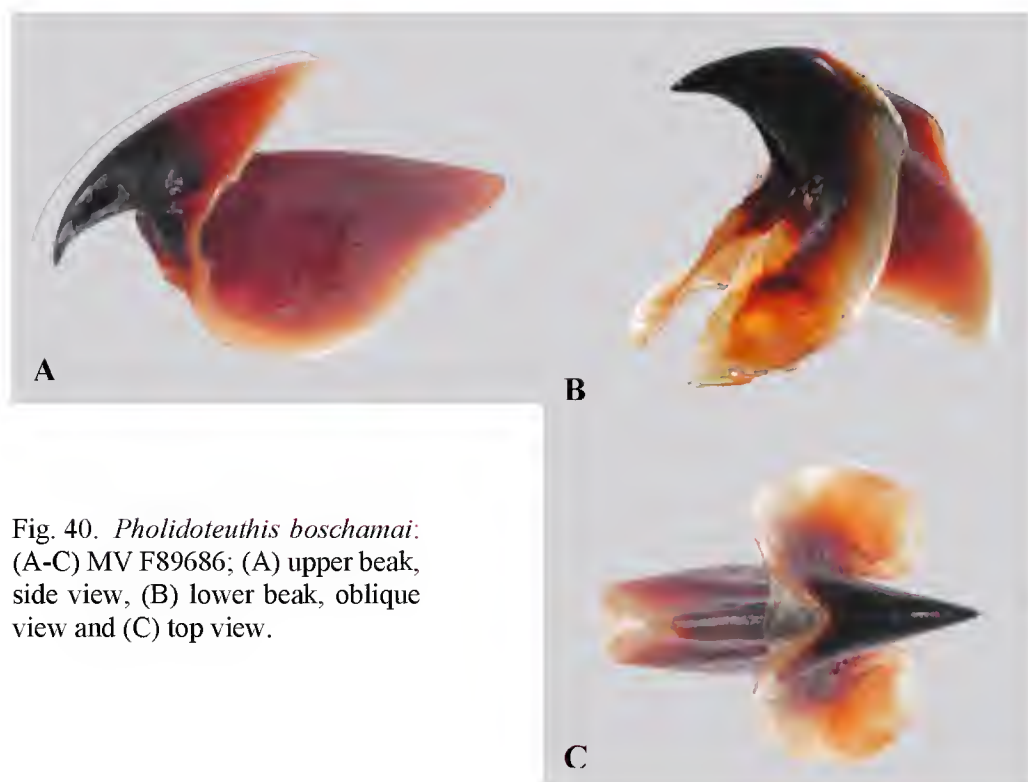 A
B
Fig. 40. Pholidoteuthis boschamai:
(A-C) MV F89686; (A) upper beak,
side view, (B) lower beak, oblique
view and (C) top view.
C